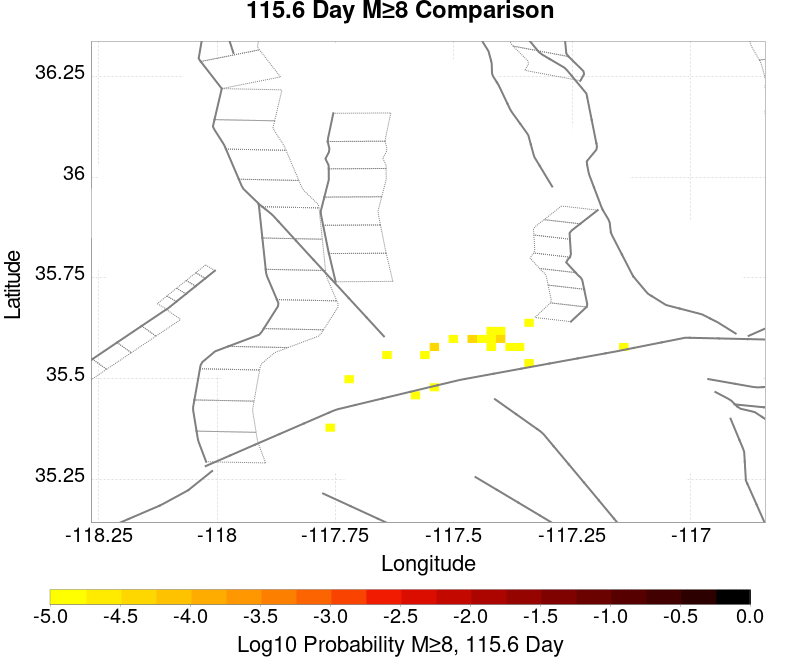 115.6 Day M≥8 Comparison
36.25
36
35.75
35.5
35.25
Latitude
-118.25 -118 -117.75 -117.5 -117.25 -117
Longitude
-5.0 -4.5 -4.0 -3.5 -3.0 -2.5 -2.0 -1.5 -1.0 -0.5 0.0
Log10 Probability M≥8, 115.6 Day